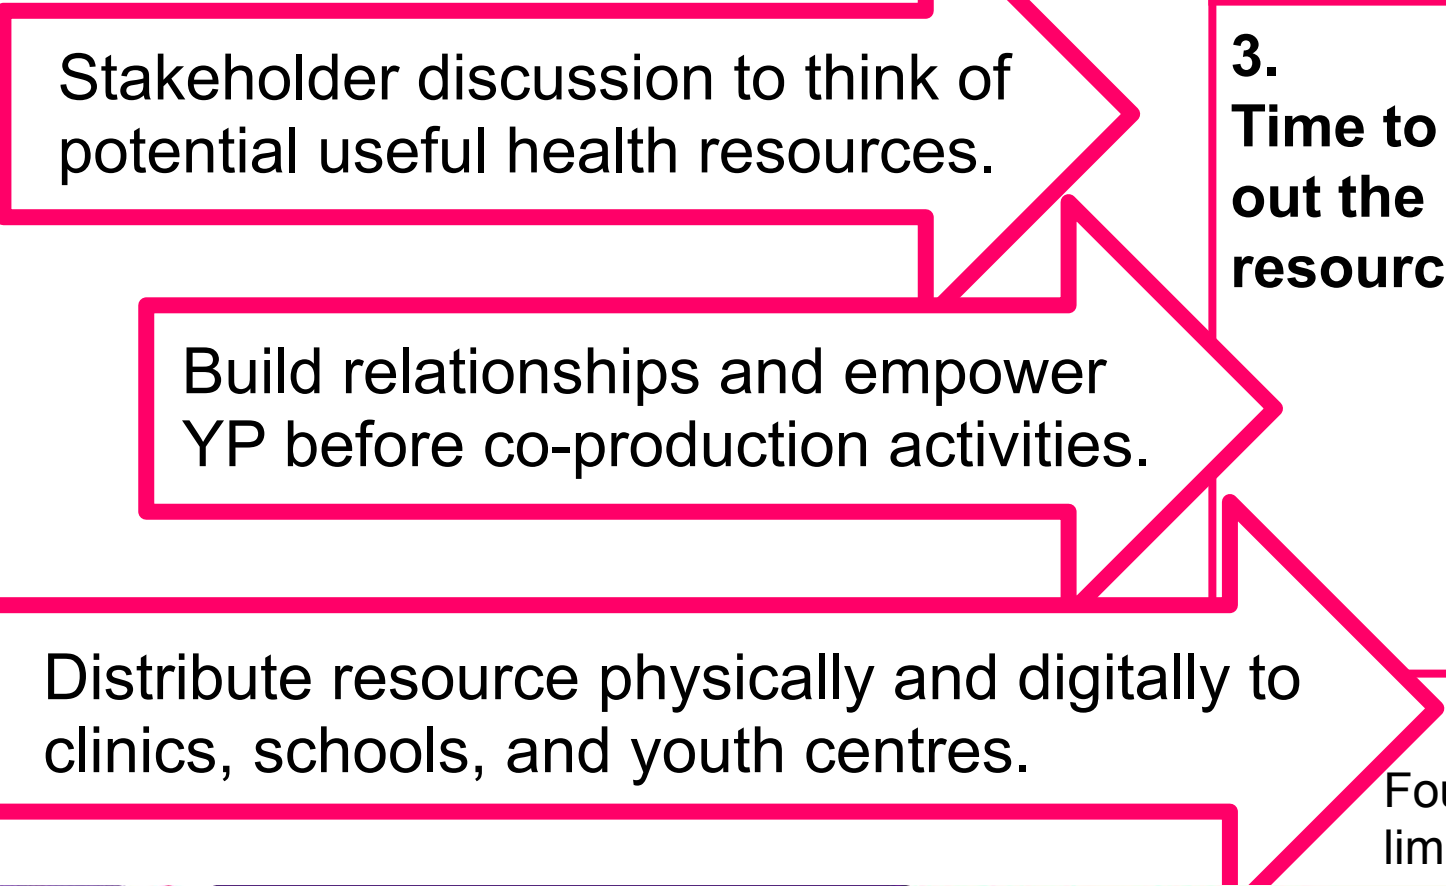 Stakeholder discussion to think of
potential useful health resources.
Build relationships and empower
YP before co-production activities.
Distribute resource physically and digitally to
clinics, schools, and youth centres.
3.
Time to
out the